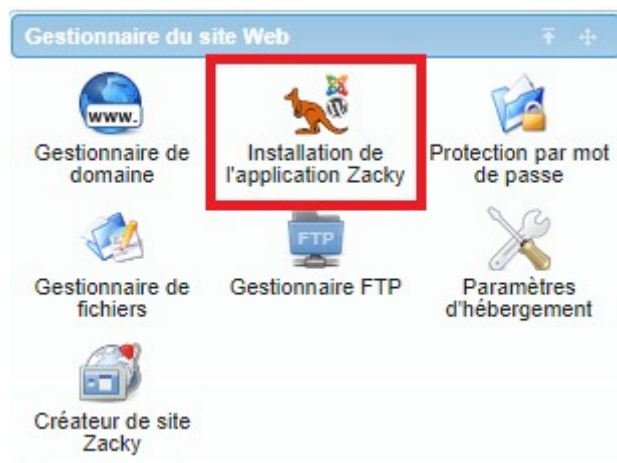 Gestionnaire du site Web
www.
Gestionnaire de
domaine
Installation de
l'application Zacky
Protection par mot
de passe
Gestionnaire de
fichiers
FTP
Gestionnaire FTP
Paramètres
d'hébergement
Créateur de site
Zacky